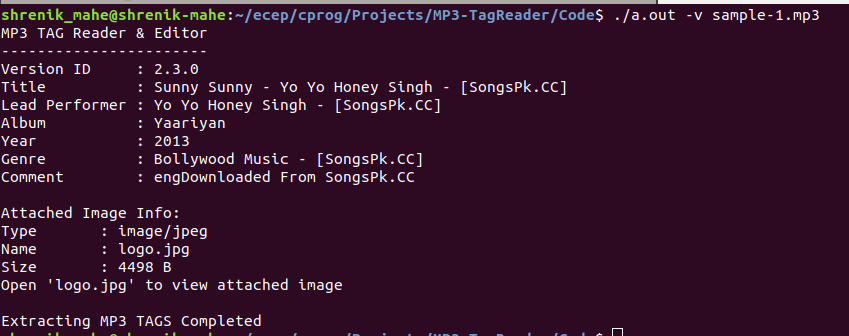 shrenik_mahe@shrenik-mahe:~/ecep/cprog/Projects/MP3-TagReader/Code$ ./a.out -v sample-1.mp3
MP3 TAG Reader & Editor
-----------------------
Version ID     : 2.3.0
Title          : Sunny Sunny - Yo Yo Honey Singh - [SongsPk.CC]
Lead Performer : Yo Yo Honey Singh - [SongsPk.CC]
Album          : Yaariyan
Year           : 2013
Genre          : Bollywood Music - [SongsPk.CC]
Comment        : engDownloaded From SongsPk.CC
Attached Image Info:
Type       : image/jpeg
Name       : logo.jpg
Size       : 4498 B
Open 'logo.jpg' to view attached image
Extracting MP3 TAGS Completed